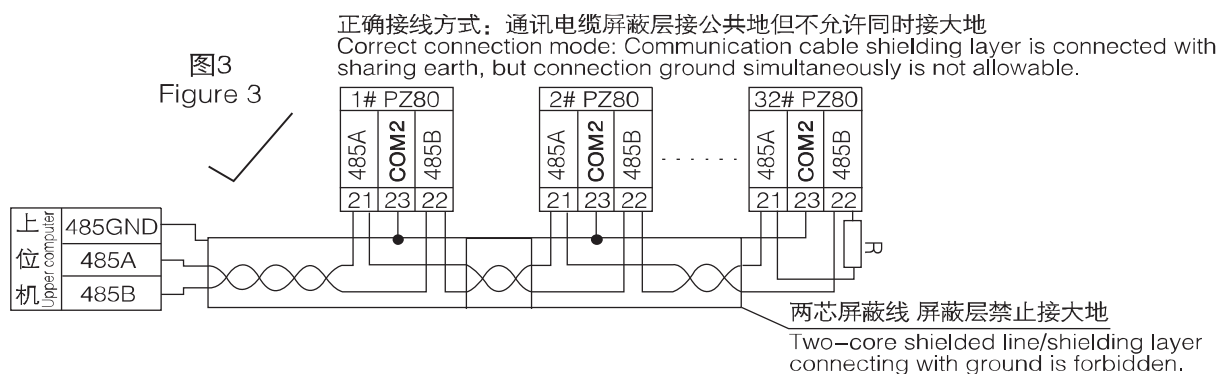 正确接线方式：通讯电缆屏蔽层接公共地但不允许同时接大地
Correct connection mode: Communication cable shielding layer is connected with
sharing earth, but connection ground simultaneously is not allowable.
图3
Figure 3
1# PZ80
485A
COM2
485B
21 23 22
2# PZ80
485A
COM2
485B
21 23 22
32# PZ80
485A
COM2
485B
21 23 22
上位机
Upper computer
485GND
485A
485B
R
两芯屏蔽线 屏蔽层禁止接大地
Two-core shielded line/shielding layer
connecting with ground is forbidden.